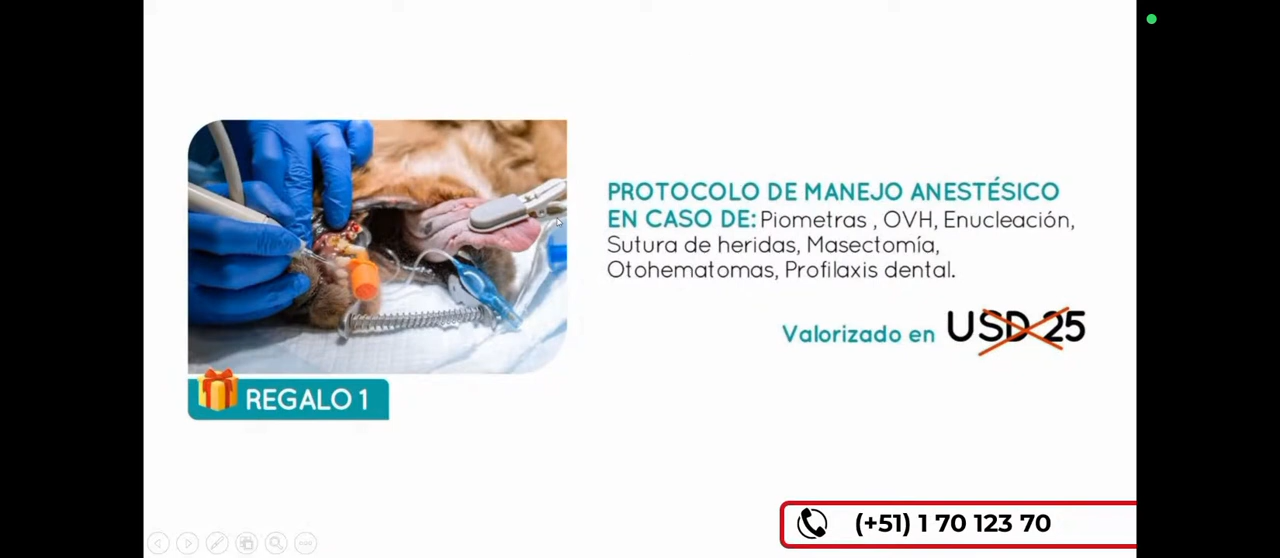 PROTOCOLO DE MANEJO ANESTÉSICO
EN CASO DE: Piometras , OVH, Enucleación,
Sutura de heridas, Masectomía,
Otohematomas, Profilaxis dental.
Valorizado en USD 25
REGALO 1
(+51) 1 70 123 70